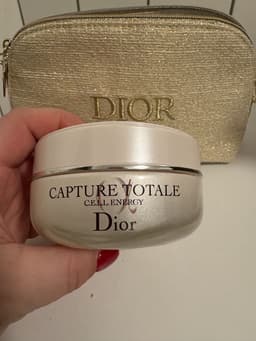 DIOR
CAPTURE TOTALE
C.E.L.L. ENERGY
Dior